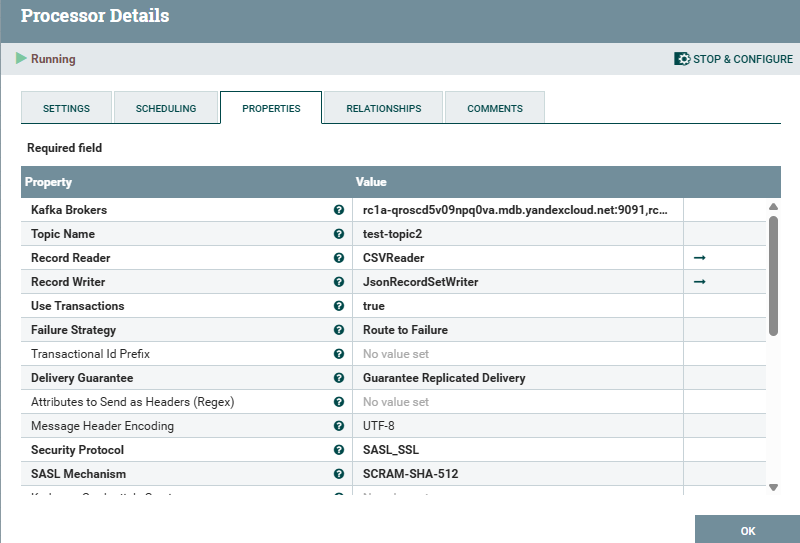 Processor Details
Running
STOP & CONFIGURE
SETTINGS SCHEDULING PROPERTIES RELATIONSHIPS COMMENTS
Required field
Property Value
Kafka Brokers rc1a-qroscd5v09npq0va.mdb.yandexcloud.net:9091,rc...
Topic Name test-topic2
Record Reader CSVReader
Record Writer JsonRecordSetWriter
Use Transactions true
Failure Strategy Route to Failure
Transactional Id Prefix No value set
Delivery Guarantee Guarantee Replicated Delivery
Attributes to Send as Headers (Regex) No value set
Message Header Encoding UTF-8
Security Protocol SASL_SSL
SASL Mechanism SCRAM-SHA-512
OK